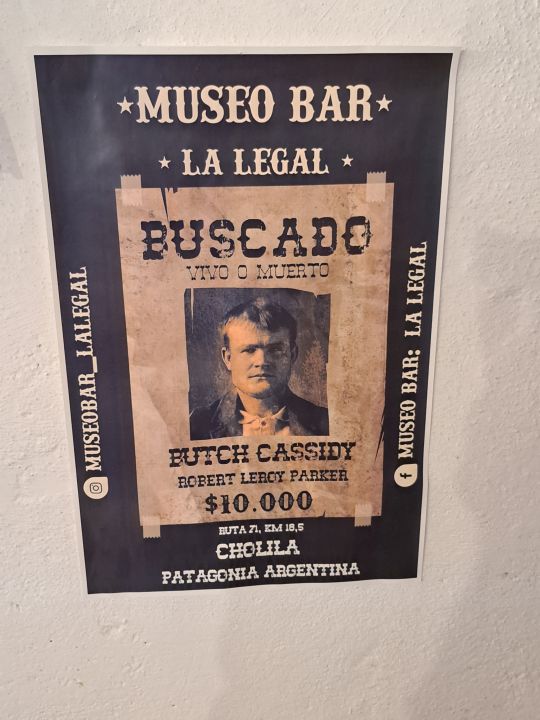 MUSEO BAR
LA LEGAL
BUSCADO
VIVO O MUERTO
BUTCH CASSIDY
ROBERT LEROY PARKER
$10.000
RUTA 71, KM 18,5
CHOLILA
PATAGONIA ARGENTINA
MUSEOBAR_LALEGAL
MUSEO BAR: LA LEGAL